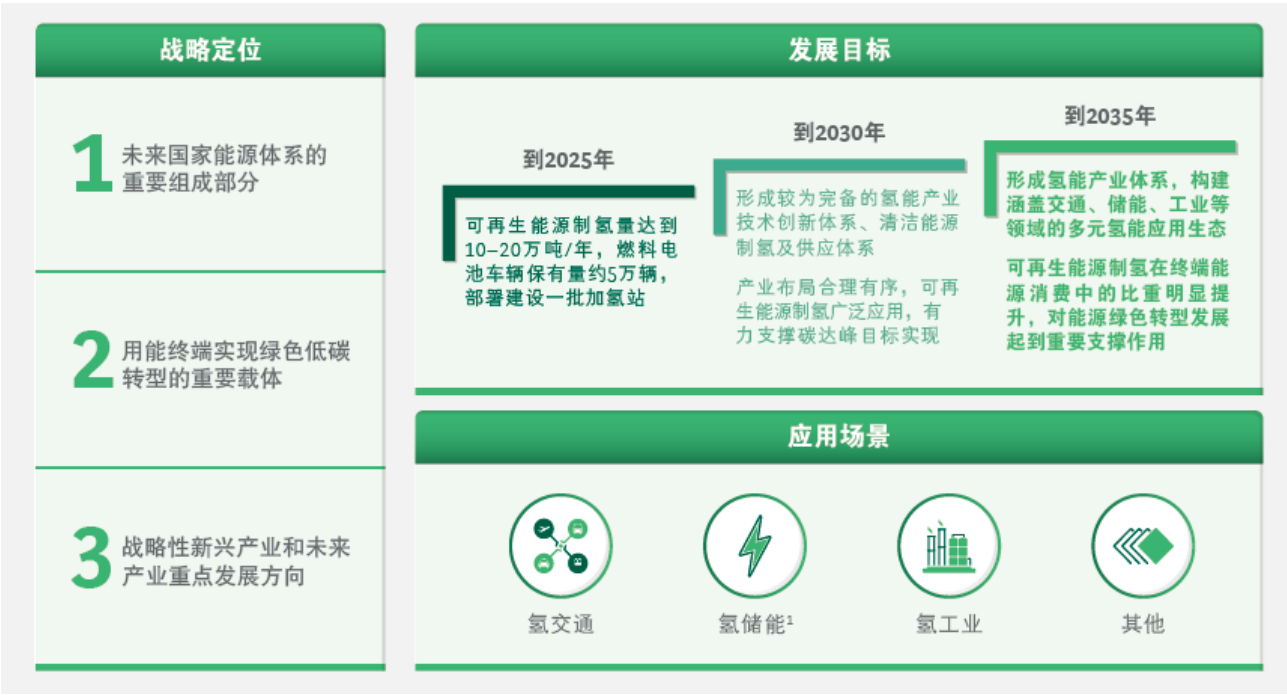 战略定位
1
未来国家能源体系的
重要组成部分
2
用能终端实现绿色低碳
转型的重要载体
3
战略性新兴产业和未来
产业重点发展方向
发展目标
到2025年
可再生能源制氢量达到
10–20万吨/年，燃料电
池车辆保有量约5万辆，
部署建设一批加氢站
到2030年
形成较为完备的氢能产业
技术创新体系、清洁能源
制氢及供应体系
产业布局合理有序，可再
生能源制氢广泛应用，有
力支撑碳达峰目标实现
到2035年
形成氢能产业体系，构建
涵盖交通、储能、工业等
领域的多元氢能应用生态
可再生能源制氢在终端能
源消费中的比重明显提
升，对能源绿色转型发展
起到重要支撑作用
应用场景
氢交通
氢储能¹
氢工业
其他